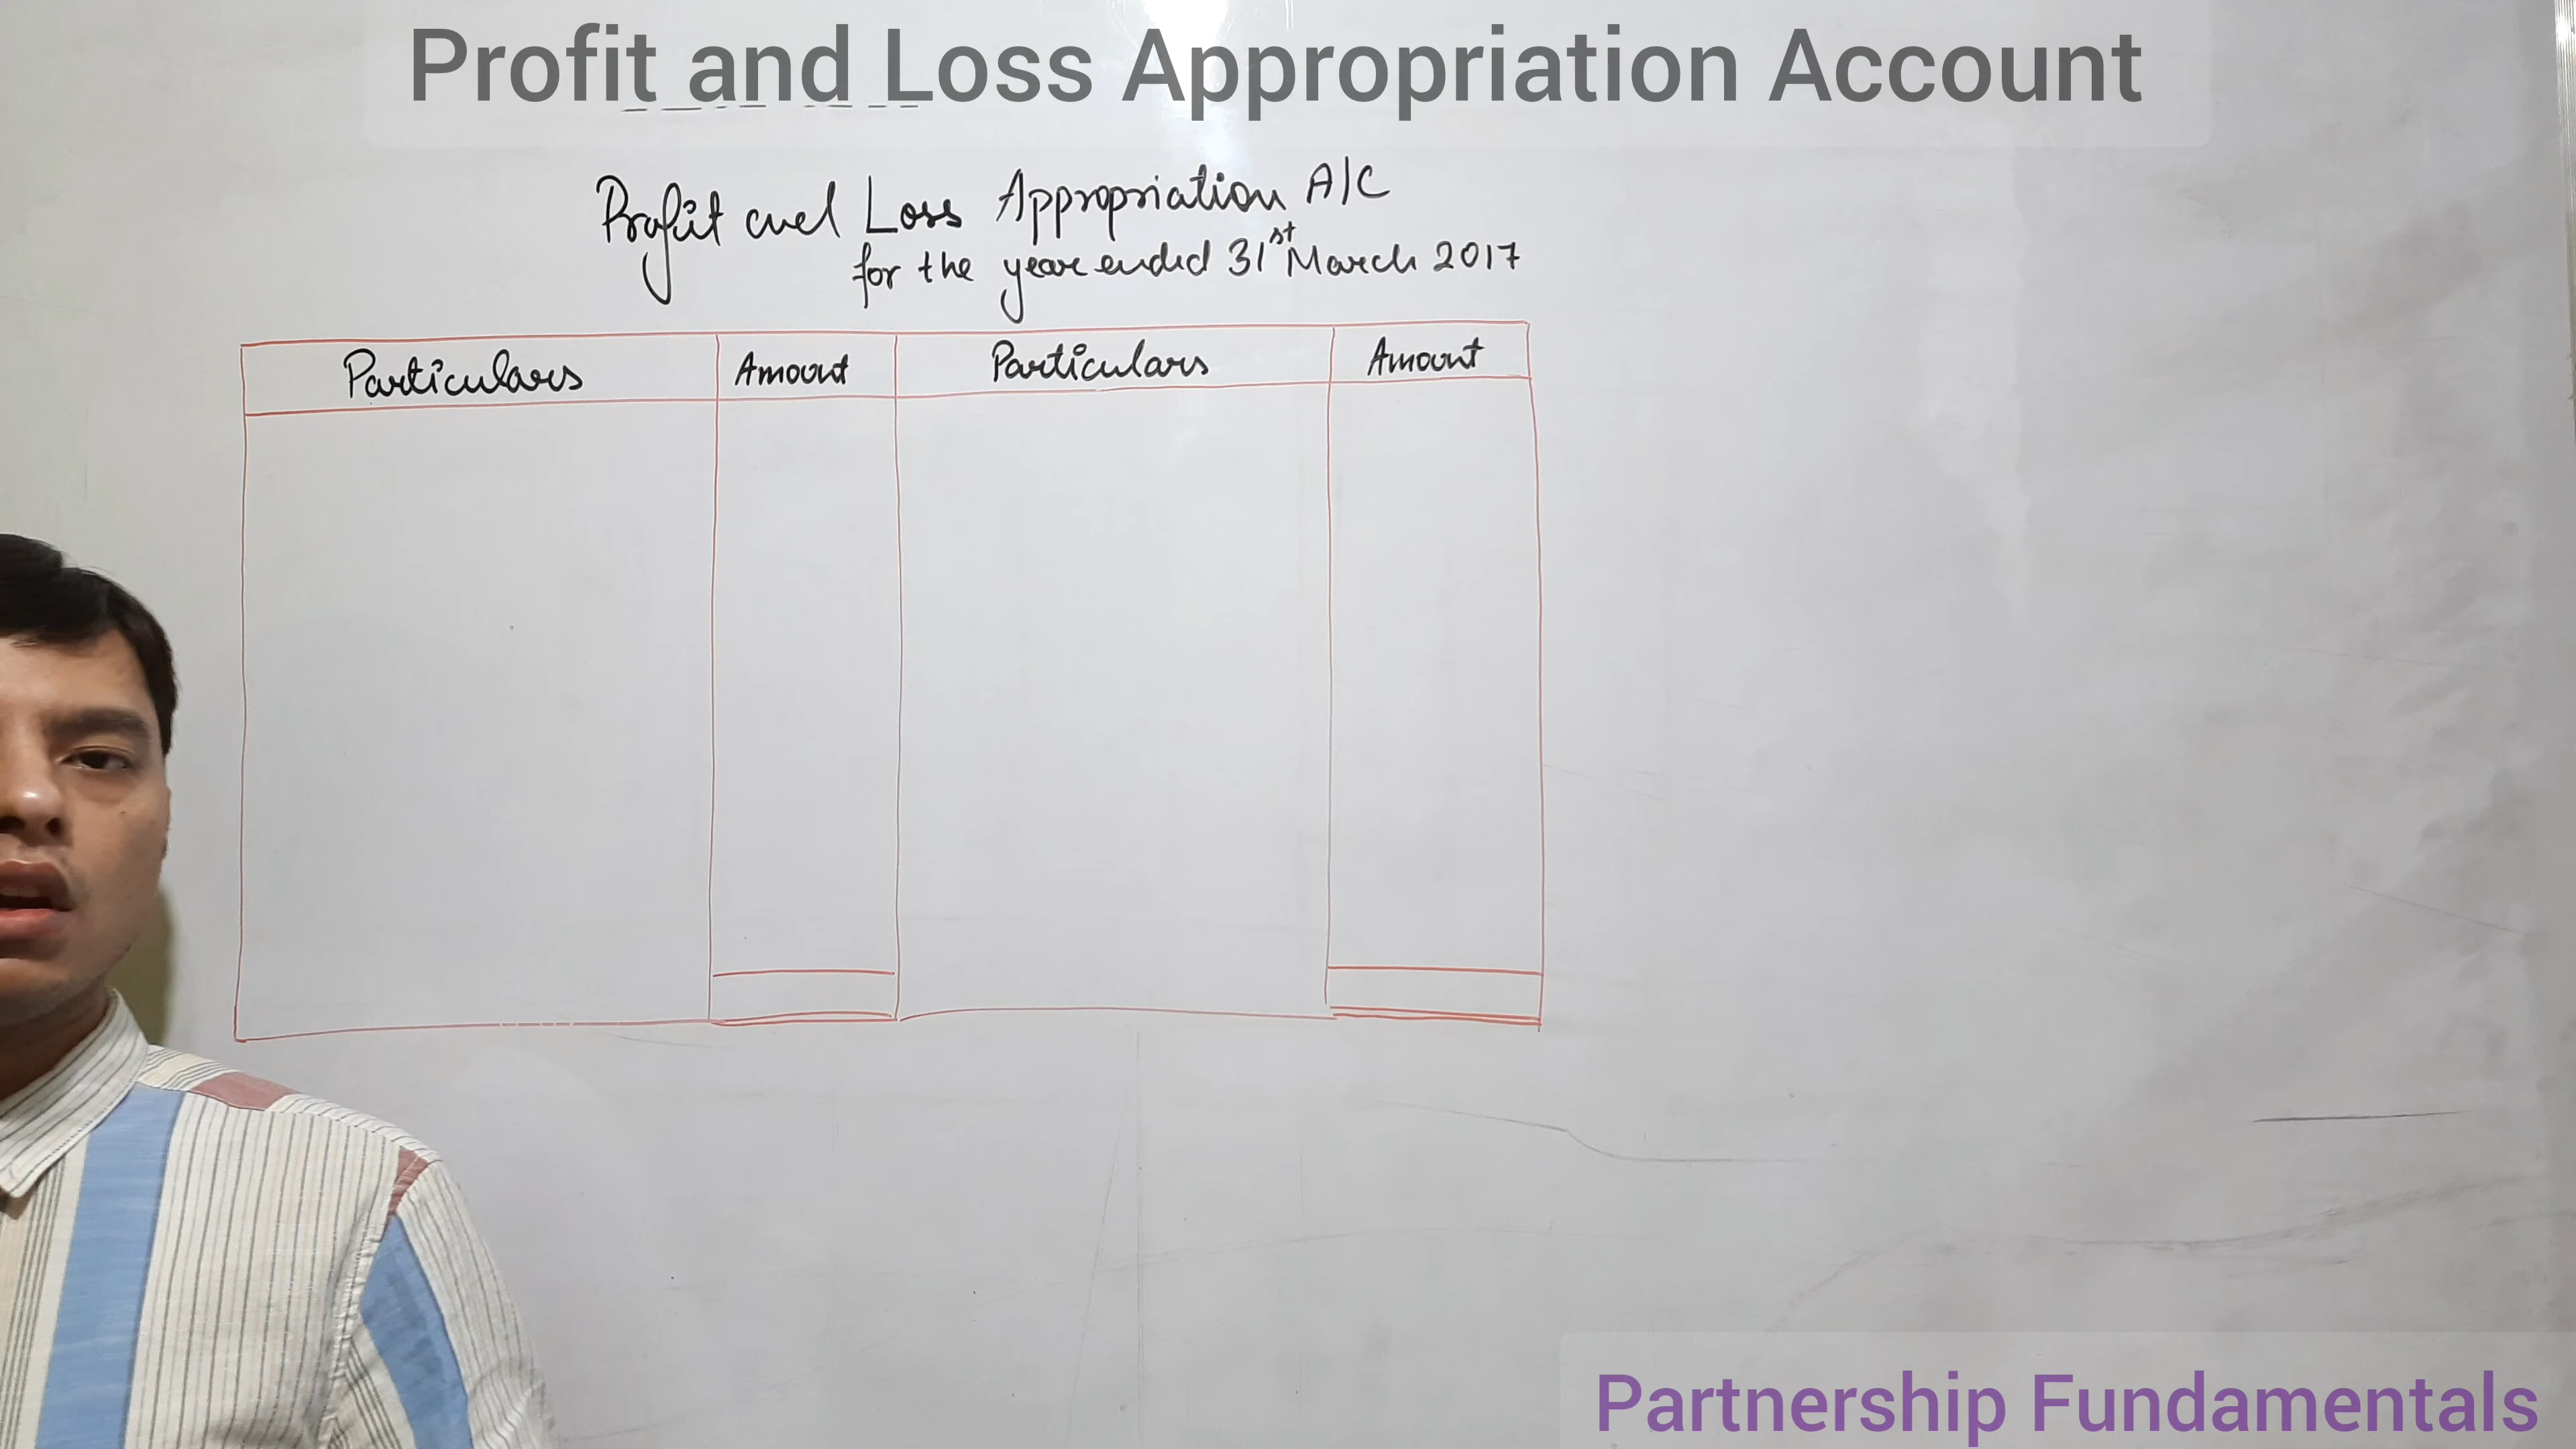 Profit and Loss Appropriation Account
Profit and Loss Appropriation A/C
for the year ended 31st March 2017
Particulars Amount Particulars Amount
Partnership Fundamentals